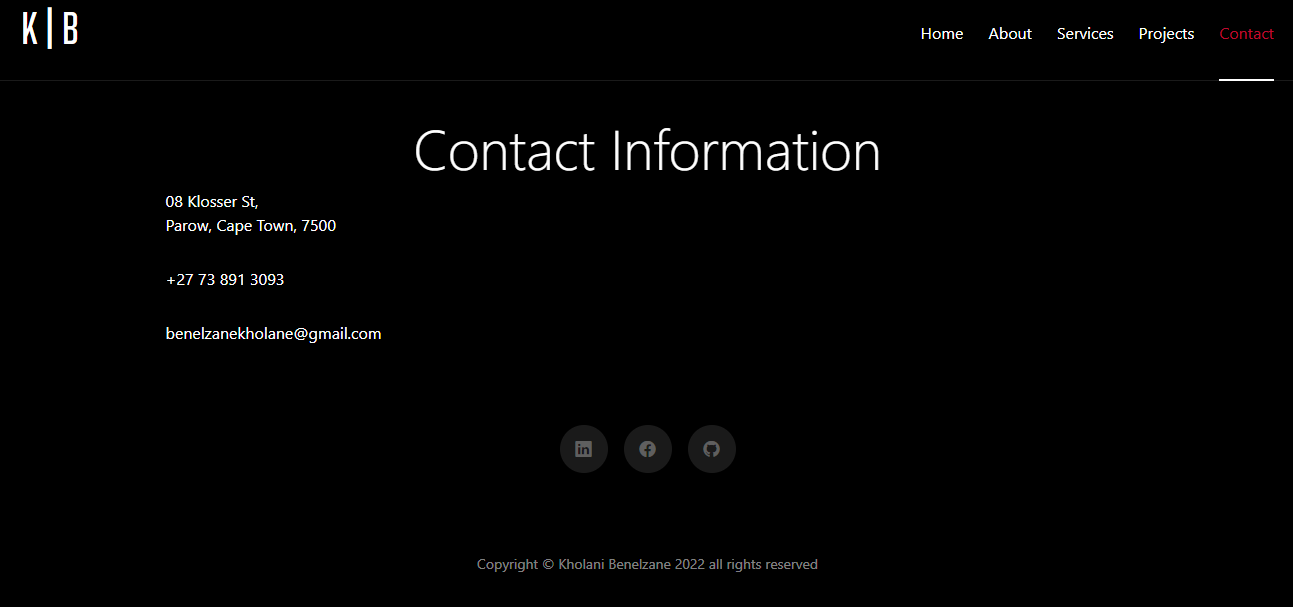 K|B
Home About Services Projects Contact
Contact Information
08 Klosser St,
Parow, Cape Town, 7500
+27 73 891 3093
benelzanekholane@gmail.com
in f
Copyright © Kholani Benelzane 2022 all rights reserved